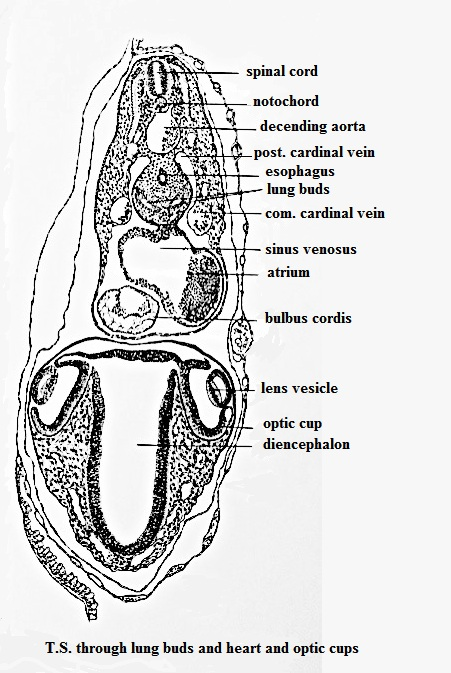 spinal cord
notochord
decending aorta
post. cardinal vein
esophagus
lung buds
com. cardinal vein
sinus venosus
atrium
bulbus cordis
lens vesicle
optic cup
diencephalon
T.S. through lung buds and heart and optic cups